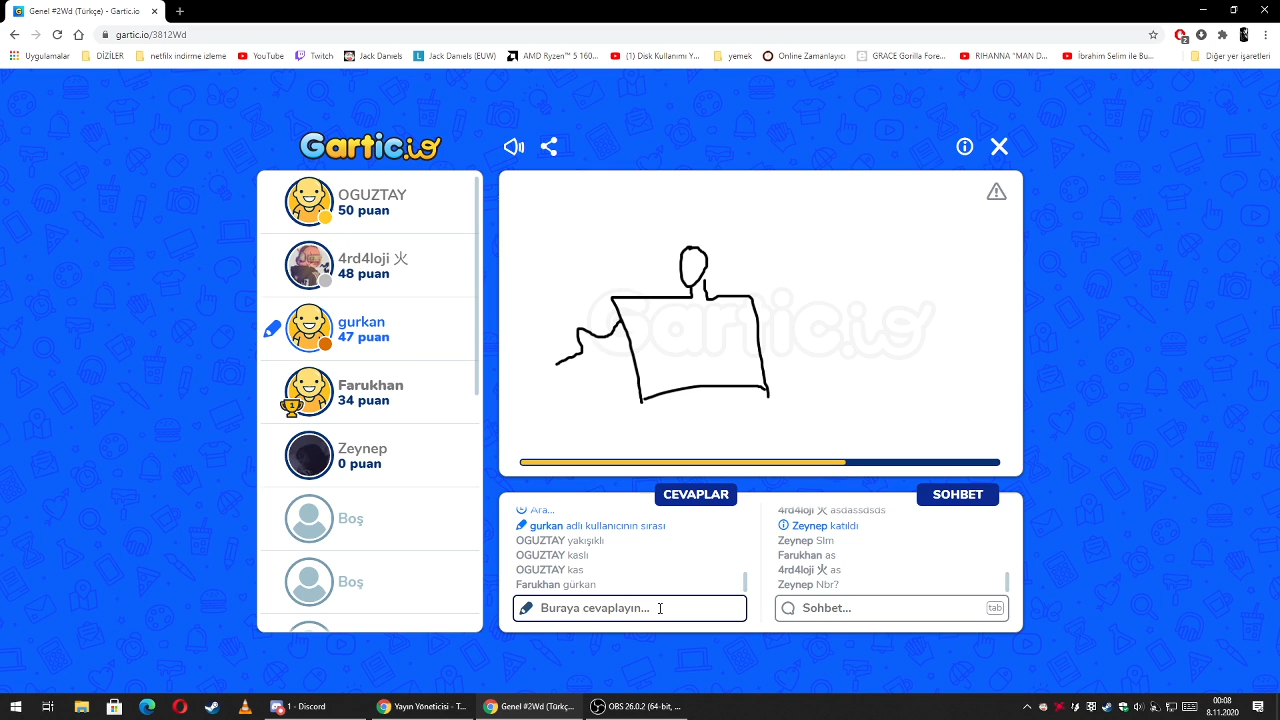 Genel #2Wd (Türkçe) - Gartic.io
gartic.io/3812Wd
Uygulamalar
DİZİLER
netflix indirme izleme
YouTube
Twitch
Jack Daniels
Jack Daniels (EUW)
AMD Ryzen™ 5 160...
(1) Disk Kullanımı Y...
yemek
Online Zamanlayıcı
GRACE Gorilla Fore...
RIHANNA "MAN D...
İbrahim Selim ile Bu...
Diğer yer işaretleri
Gartic.io
OGUZTAY
50 puan
4rd4loji 火
48 puan
gurkan
47 puan
Farukhan
34 puan
Zeynep
0 puan
Boş
Boş
Gartic.io
CEVAPLAR
Ara...
gurkan adlı kullanıcının sırası
OGUZTAY yakışıklı
OGUZTAY kaslı
OGUZTAY kas
Farukhan gürkan
Buraya cevaplayın...
SOHBET
4rd4loji 火 asdassdsds
Zeynep katıldı
Zeynep Slm
Farukhan as
4rd4loji 火 as
Zeynep Nbr?
Sohbet...
tab
1 - Discord
Yayın Yöneticisi - T...
Genel #2Wd (Türkç...
OBS 26.0.2 (64-bit, ...
00:08
8.11.2020